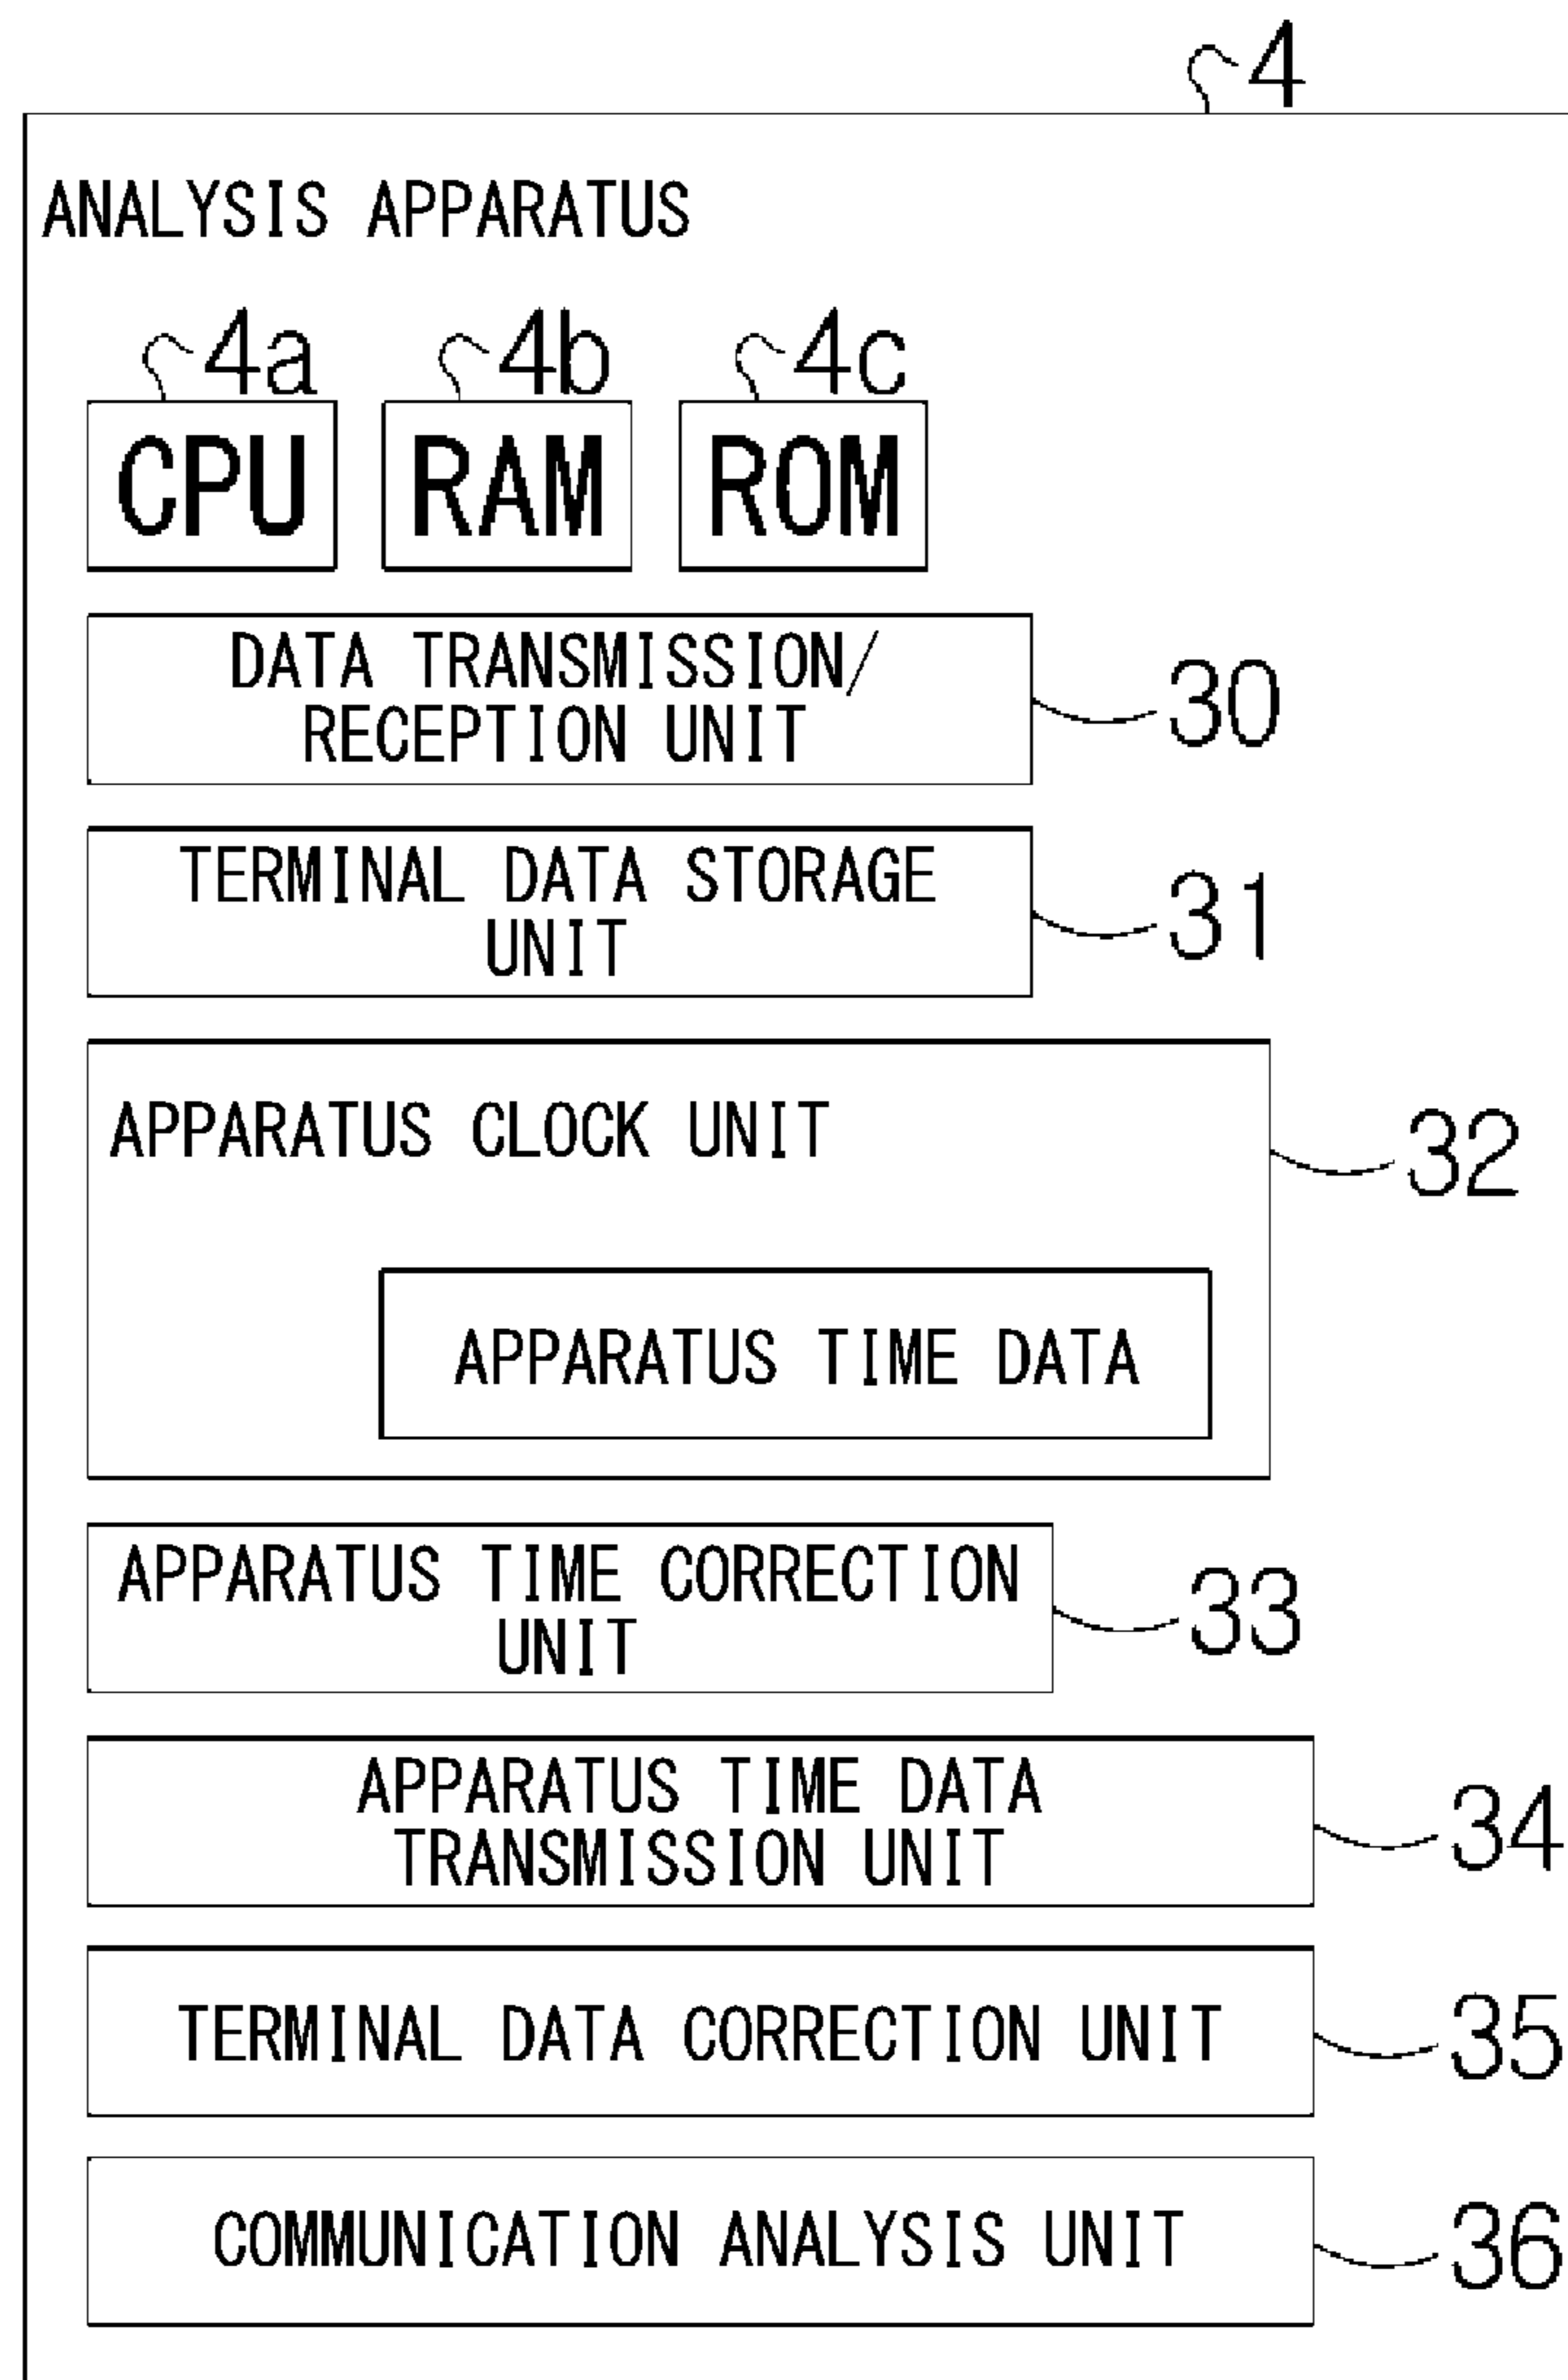 4
ANALYSIS APPARATUS
4a 4b 4c
CPU RAM ROM
DATA TRANSMISSION/
RECEPTION UNIT
30
TERMINAL DATA STORAGE
UNIT
31
APPARATUS CLOCK UNIT
32
APPARATUS TIME DATA
APPARATUS TIME CORRECTION
UNIT
33
APPARATUS TIME DATA
TRANSMISSION UNIT
34
TERMINAL DATA CORRECTION UNIT
35
COMMUNICATION ANALYSIS UNIT
36